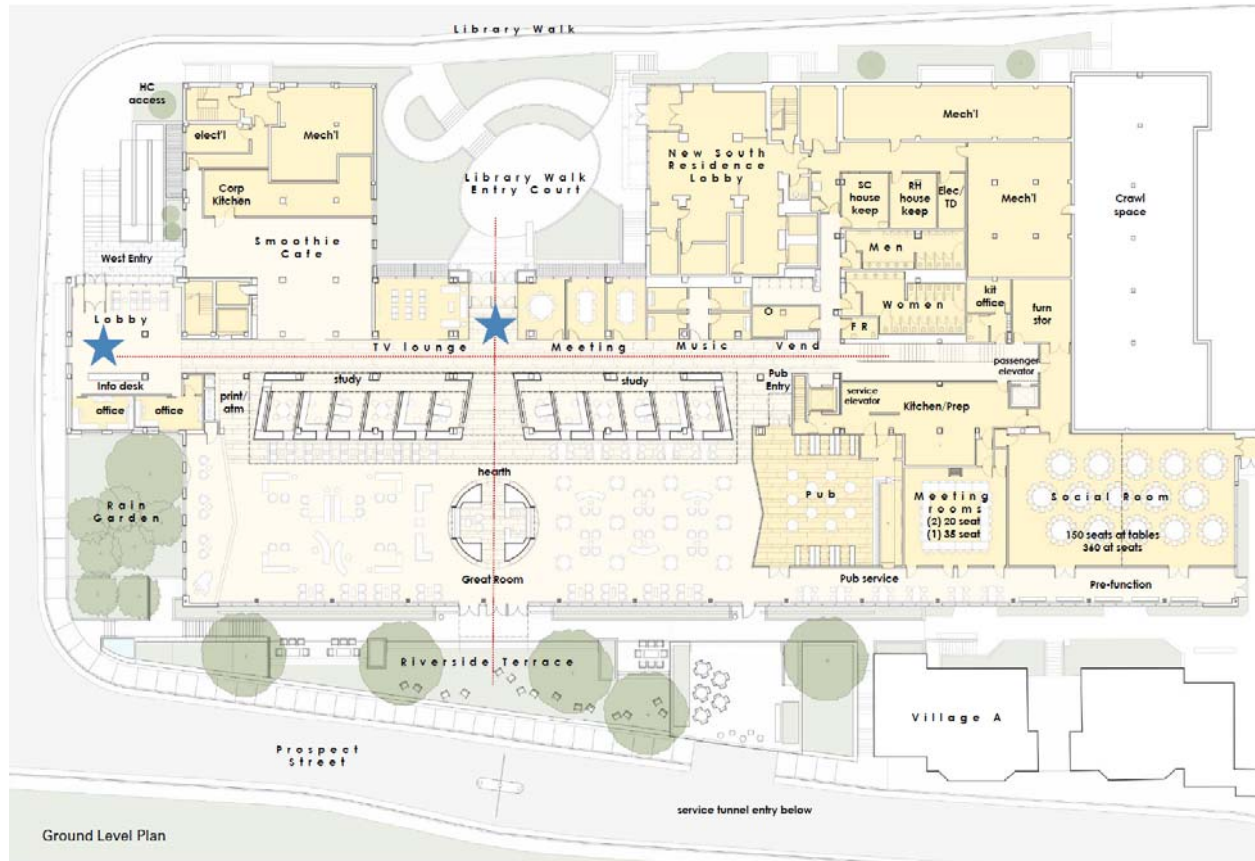 Library Walk
HC
access
elect'l
Mech'l
Mech'l
New South
Residence
Lobby
Library Walk
Entry Court
Corp
Kitchen
SC
house
keep
RH
house
keep
Elec/
TD
Mech'l
Crawl
space
Smoothie
Cafe
West Entry
Men
Women
kit
office
furn
stor
Lobby
O
FR
TV lounge
Meeting
Music
Vend
Info desk
study
study
Pub
Entry
passenger
elevator
office
office
print/
atm
service
elevator
Kitchen/Prep
hearth
Rain
Garden
Pub
Meeting
rooms
(2) 20 seat
(1) 35 seat
Social Room
150 seats at tables
360 at seats
Great Room
Pub service
Pre-function
Riverside Terrace
Village A
Prospect
Street
service tunnel entry below
Ground Level Plan